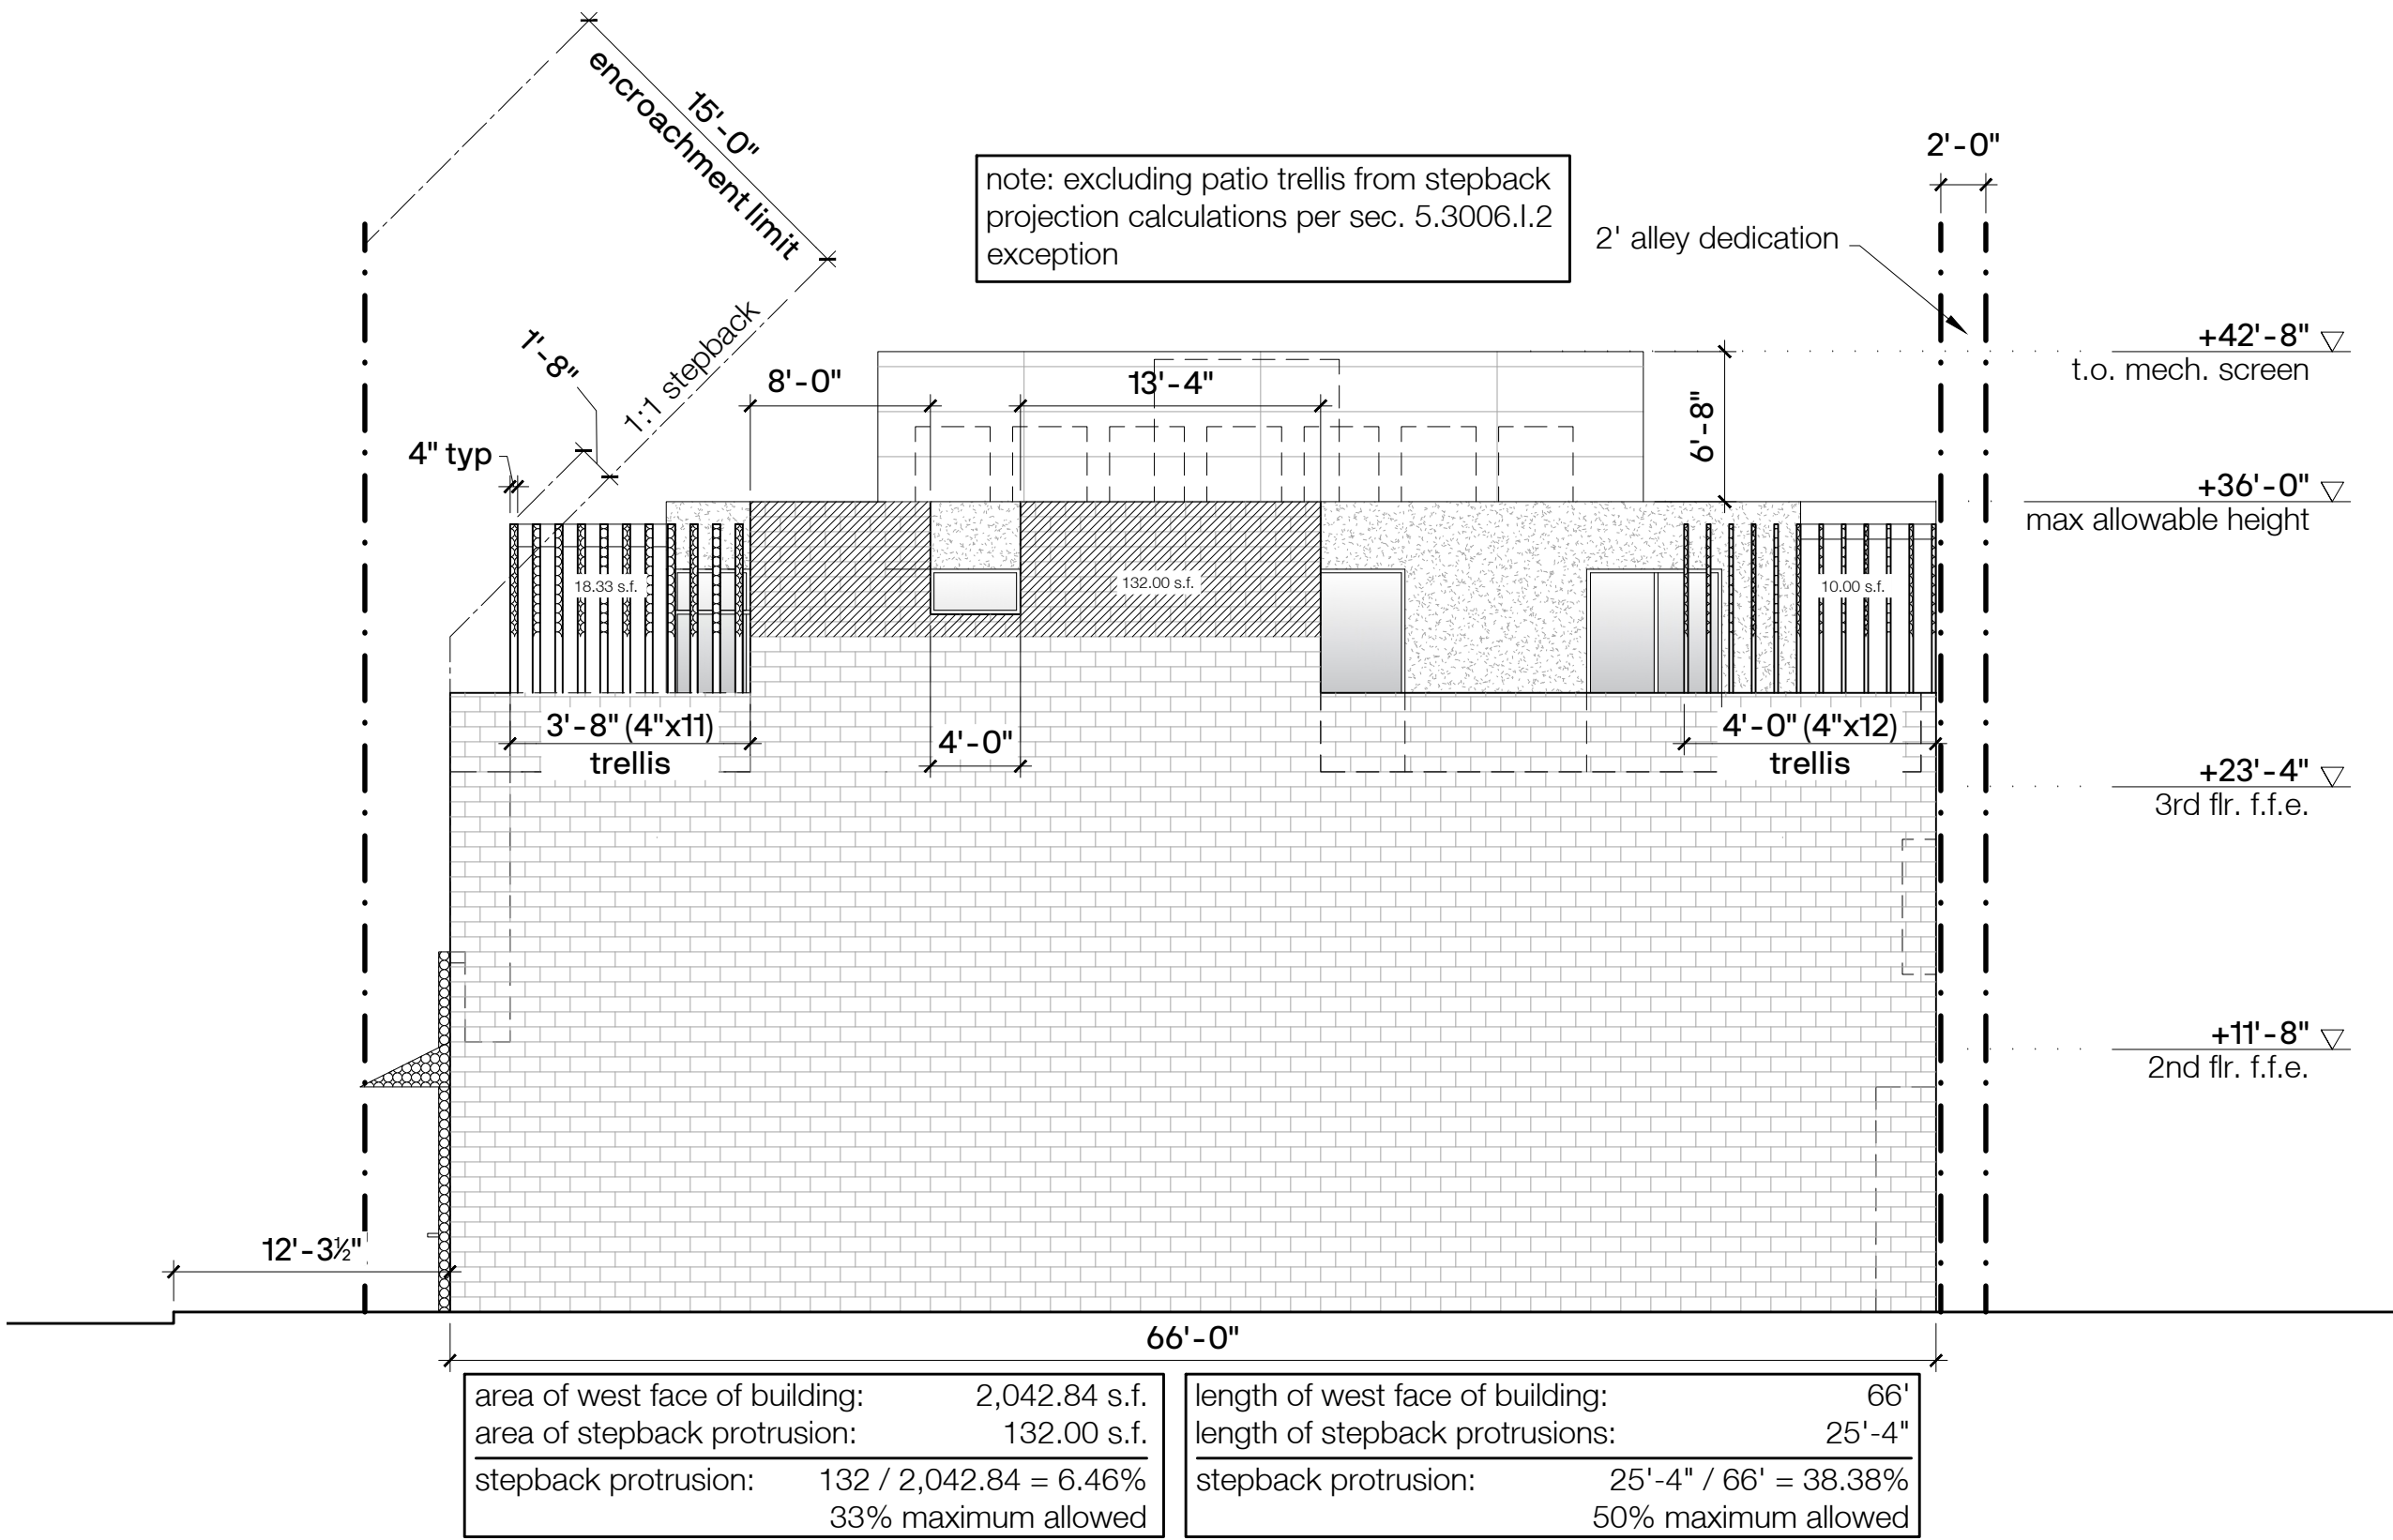 encroachment limit
15'-0"
note: excluding patio trellis from stepback
projection calculations per sec. 5.3006.I.2
exception
2'-0"
2' alley dedication
1:1 stepback
1'-8"
4" typ
8'-0"
13'-4"
6'-8"
+42'-8"
t.o. mech. screen
+36'-0"
max allowable height
18.33 s.f.
132.00 s.f.
10.00 s.f.
3'-8" (4"x11)
trellis
4'-0"
4'-0" (4"x12)
trellis
+23'-4"
3rd flr. f.f.e.
+11'-8"
2nd flr. f.f.e.
12'-3½"
66'-0"
area of west face of building: 2,042.84 s.f.
area of stepback protrusion: 132.00 s.f.
stepback protrusion: 132 / 2,042.84 = 6.46%
33% maximum allowed
length of west face of building: 66'
length of stepback protrusions: 25'-4"
stepback protrusion: 25'-4" / 66' = 38.38%
50% maximum allowed